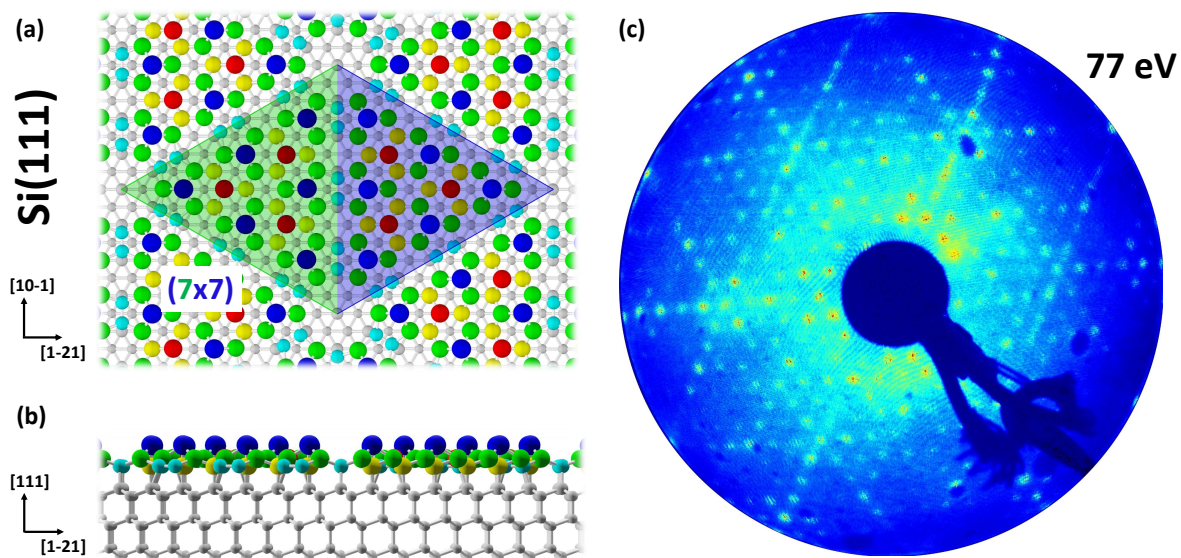 (a)
Si(111)
(7x7)
[10-1]
[1-21]
(b)
[111]
[1-21]
(c)
77 eV